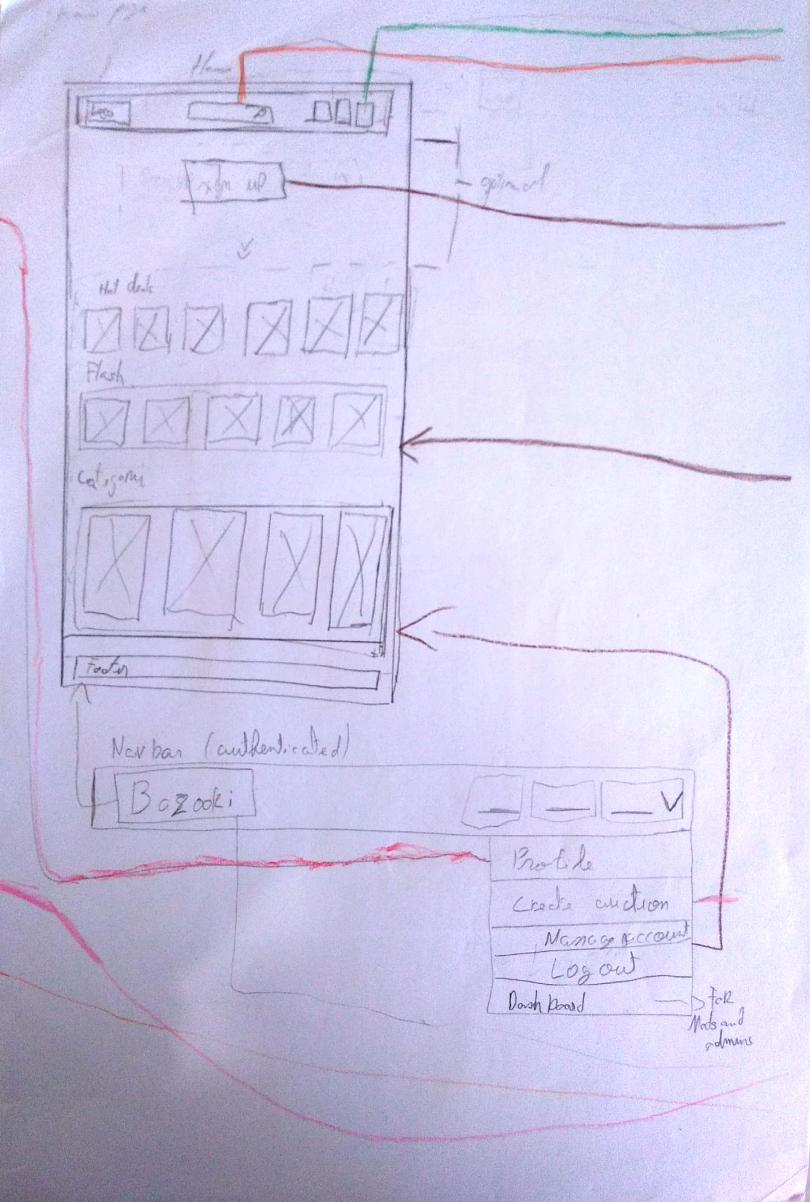 Home
Logo
sign up
optional
Hot deals
Flash
Categori
Footer
Navbar (authenticated)
Bazooki
Profile
Create auction
Manage Account
Log out
Dashboard
For
Mods and
admins